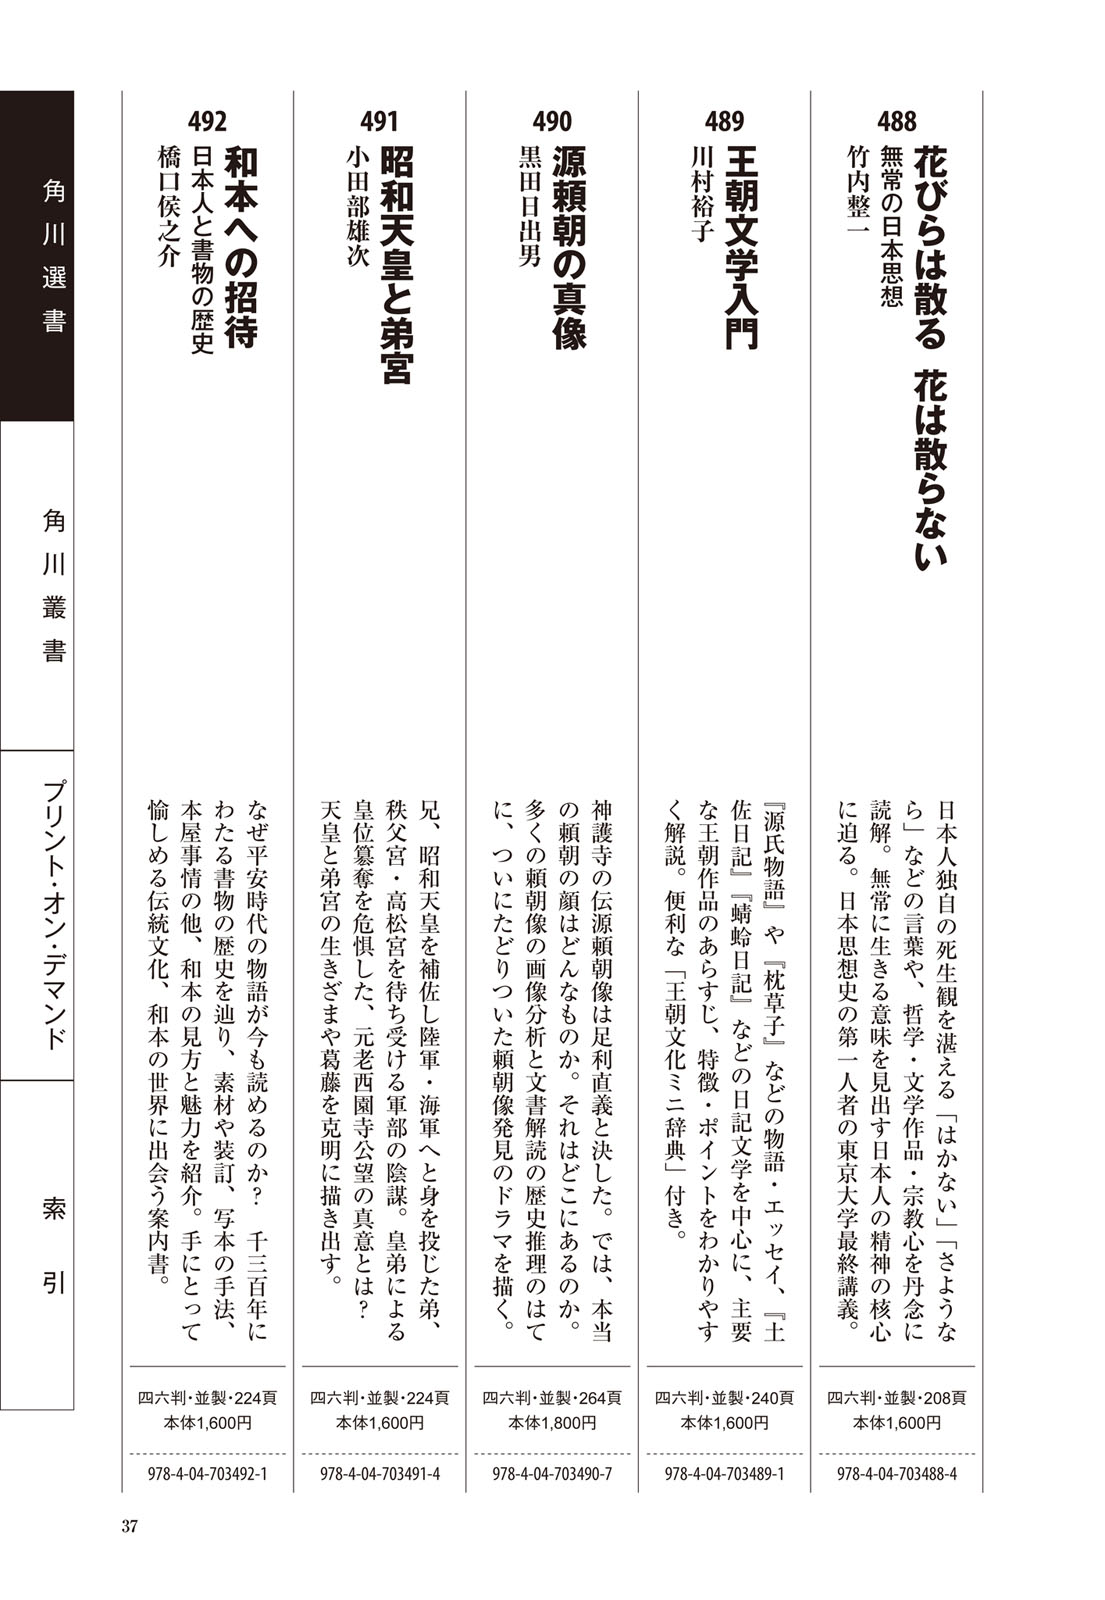 488
花びらは散る 花は散らない
無常の日本思想
竹内整一
日本人独自の死生観を湛える「はかない」「さような
ら」などの言葉や、哲学・文学作品・宗教心を丹念に
読解。無常に生きる意味を見出す日本人の精神の核心
に迫る。日本思想史の第一人者の東京大学最終講義。
四六判・並製・208頁
本体1,600円
978-4-04-703488-4
489
王朝文学入門
川村裕子
『源氏物語』や『枕草子』などの物語・エッセイ、『土
佐日記』『蜻蛉日記』などの日記文学を中心に、主要
な王朝作品のあらすじ、特徴・ポイントをわかりやす
く解説。便利な「王朝文化ミニ辞典」付き。
四六判・並製・240頁
本体1,600円
978-4-04-703489-1
490
源頼朝の真像
黒田日出男
神護寺の伝源頼朝像は足利直義と決した。では、本当
の頼朝の顔はどんなものか。それはどこにあるのか。
多くの頼朝像の画像分析と文書解読の歴史推理のはて
に、ついにたどりついた頼朝像発見のドラマを描く。
四六判・並製・264頁
本体1,800円
978-4-04-703490-7
491
昭和天皇と弟宮
小田部雄次
兄、昭和天皇を補佐し陸軍・海軍へと身を投じた弟、
秩父宮・高松宮を待ち受ける軍部の陰謀。皇弟による
皇位簒奪を危惧した、元老西園寺公望の真意とは?
天皇と弟宮の生きざまや葛藤を克明に描き出す。
四六判・並製・224頁
本体1,600円
978-4-04-703491-4
492
和本への招待
日本人と書物の歴史
橋口侯之介
なぜ平安時代の物語が今も読めるのか? 千三百年に
わたる書物の歴史を辿り、素材や装訂、写本の手法、
本屋事情の他、和本の見方と魅力を紹介。手にとって
愉しめる伝統文化、和本の世界に出会う案内書。
四六判・並製・224頁
本体1,600円
978-4-04-703492-1
角川選書
角川叢書
プリント・オン・デマンド
索引
37